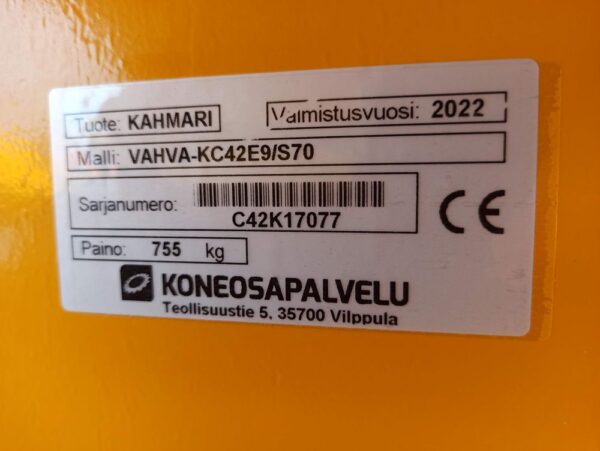 Tuote: KAHMARI Valmistusvuosi: 2022
Malli: VAHVA-KC42E9/S70
Sarjanumero:
C42K17077
CE
Paino: 755 kg
KONEOSAPALVELU
Teollisuustie 5, 35700 Vilppula